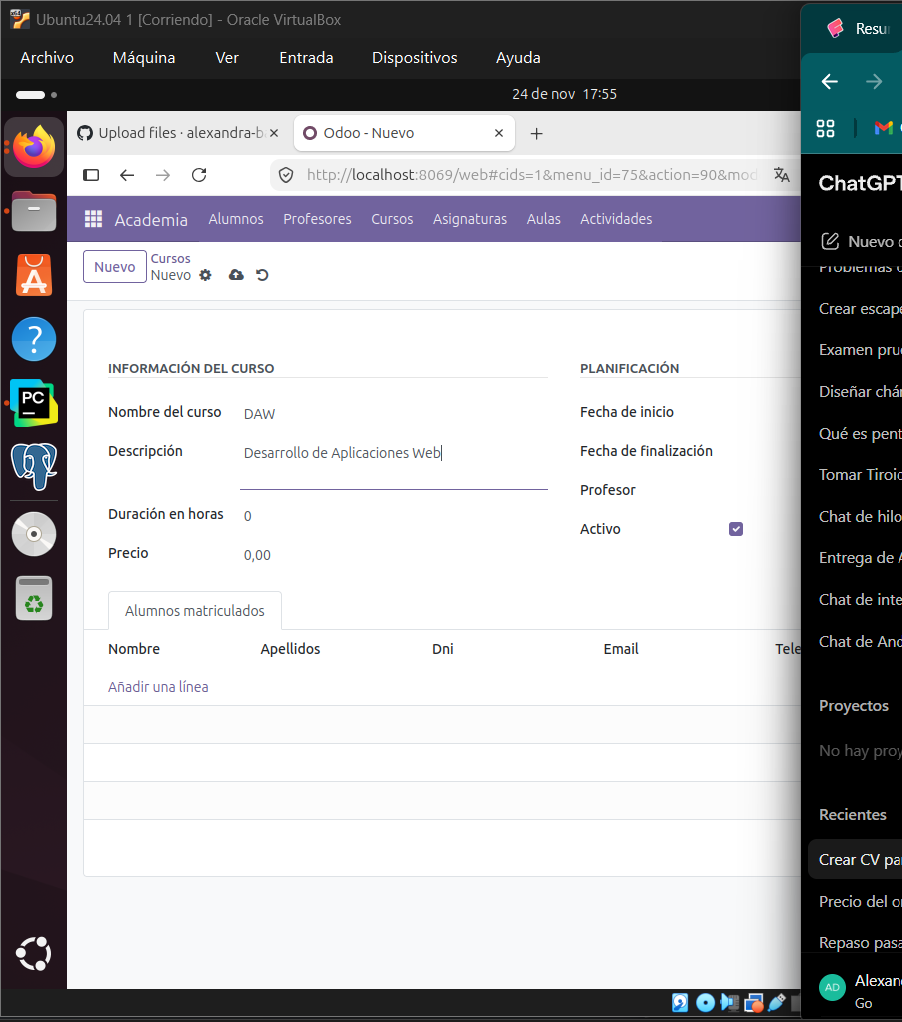 Ubuntu24.04 1 [Corriendo] - Oracle VirtualBox
Archivo Máquina Ver Entrada Dispositivos Ayuda
24 de nov 17:55
Upload files · alexandra-b
Odoo - Nuevo
http://localhost:8069/web#cids=1&menu_id=75&action=90&mod
Academia Alumnos Profesores Cursos Asignaturas Aulas Actividades
Nuevo
Cursos
Nuevo
INFORMACIÓN DEL CURSO
Nombre del curso DAW
Descripción Desarrollo de Aplicaciones Web
Duración en horas 0
Precio 0,00
PLANIFICACIÓN
Fecha de inicio
Fecha de finalización
Profesor
Activo
Alumnos matriculados
Nombre Apellidos Dni Email Tele
Añadir una línea
PC
Resu
ChatGPT
Nuevo
Problemas
Crear escape
Examen pru
Diseñar chá
Qué es pent
Tomar Tiroi
Chat de hilo
Entrega de
Chat de inte
Chat de And
Proyectos
No hay proy
Recientes
Crear CV pa
Precio del o
Repaso pasa
AD
Alexan
Go